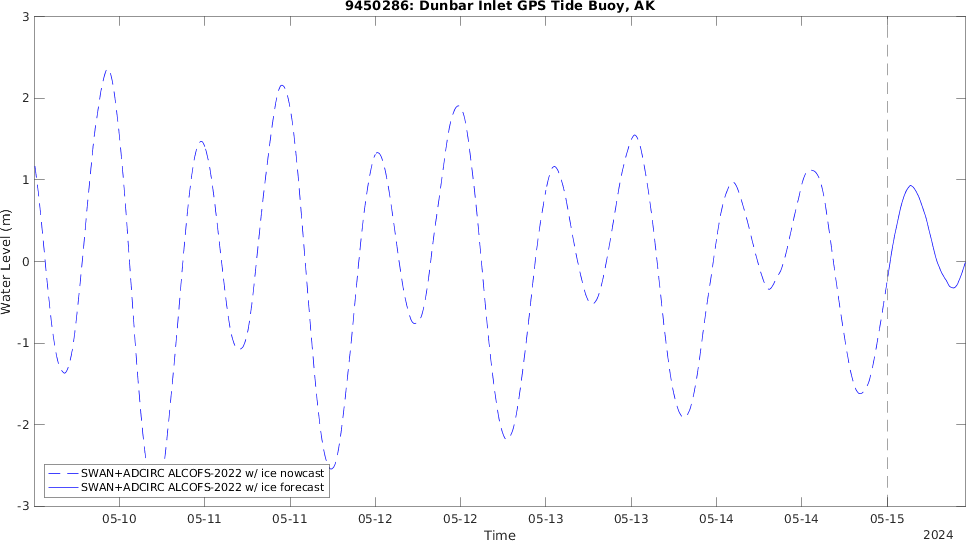 9450286: Dunbar Inlet GPS Tide Buoy, AK
3
2
1
0
-1
-2
-3
Water Level (m)
SWAN+ADCIRC ALCOFS-2022 w/ ice nowcast
SWAN+ADCIRC ALCOFS-2022 w/ ice forecast
05-10 05-11 05-11 05-12 05-12 05-13 05-13 05-14 05-14 05-15
Time
2024